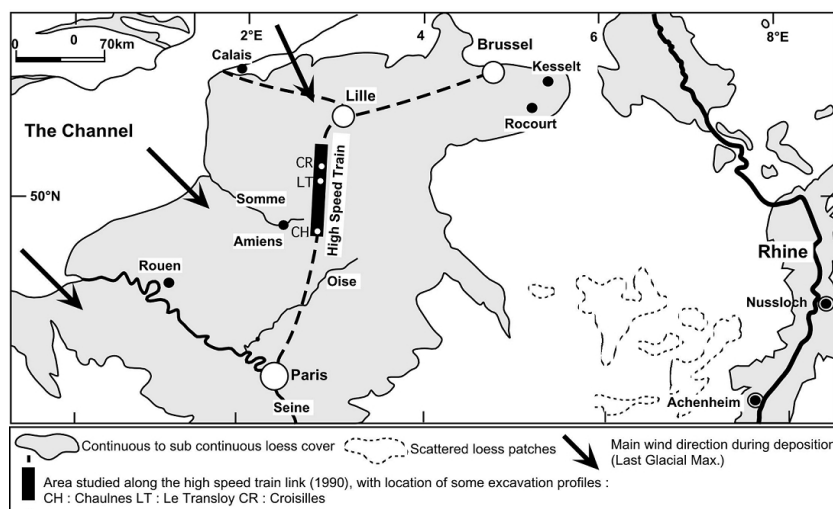 2°E
4
6
8°E
0
0
70km
Calais
Brussel
Kesselt
Lille
Rocourt
The Channel
CR
LT
High Speed Train
50°N
Somme
CH
Amiens
Rhine
Rouen
Oise
Nussloch
Paris
Achenheim
Seine
Continuous to sub continuous loess cover
Scattered loess patches
Main wind direction during deposition
(Last Glacial Max.)
Area studied along the high speed train link (1990), with location of some excavation profiles :
CH : Chaulnes LT : Le Transloy CR : Croisilles